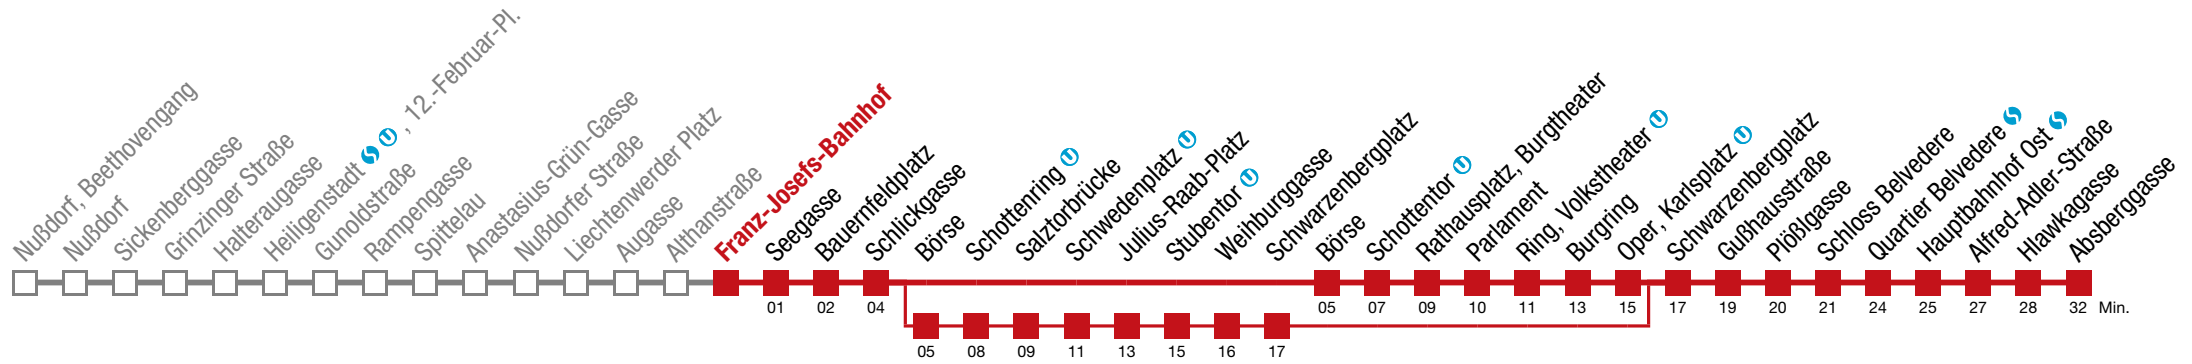 Nußdorf, Beethovengang
Nußdorf
Sickenberggasse
Grinzinger Straße
Halteraugasse
Heiligenstadt S U , 12.-Februar-Pl.
Gunoldstraße
Rampengasse
Spittelau
Anastasius-Grün-Gasse
Nußdorfer Straße
Liechtenwerder Platz
Augasse
Althanstraße
Franz-Josefs-Bahnhof
Seegasse
Bauernfeldplatz
Schlickgasse
Börse
Schottenring U
Salztorbrücke
Schwedenplatz U
Julius-Raab-Platz
Stubentor U
Weihburggasse
Schwarzenbergplatz
Börse
Schottentor U
Rathausplatz, Burgtheater
Parlament
Ring, Volkstheater U
Burgring
Oper, Karlsplatz U
Schwarzenbergplatz
Gußhausstraße
Plößlgasse
Schloss Belvedere
Quartier Belvedere S
Hauptbahnhof Ost S
Alfred-Adler-Straße
Hlawkagasse
Absberggasse
01 02 04 05 07 09 10 11 13 15 17 19 20 21 24 25 27 28 32 Min.
05 08 09 11 13 15 16 17